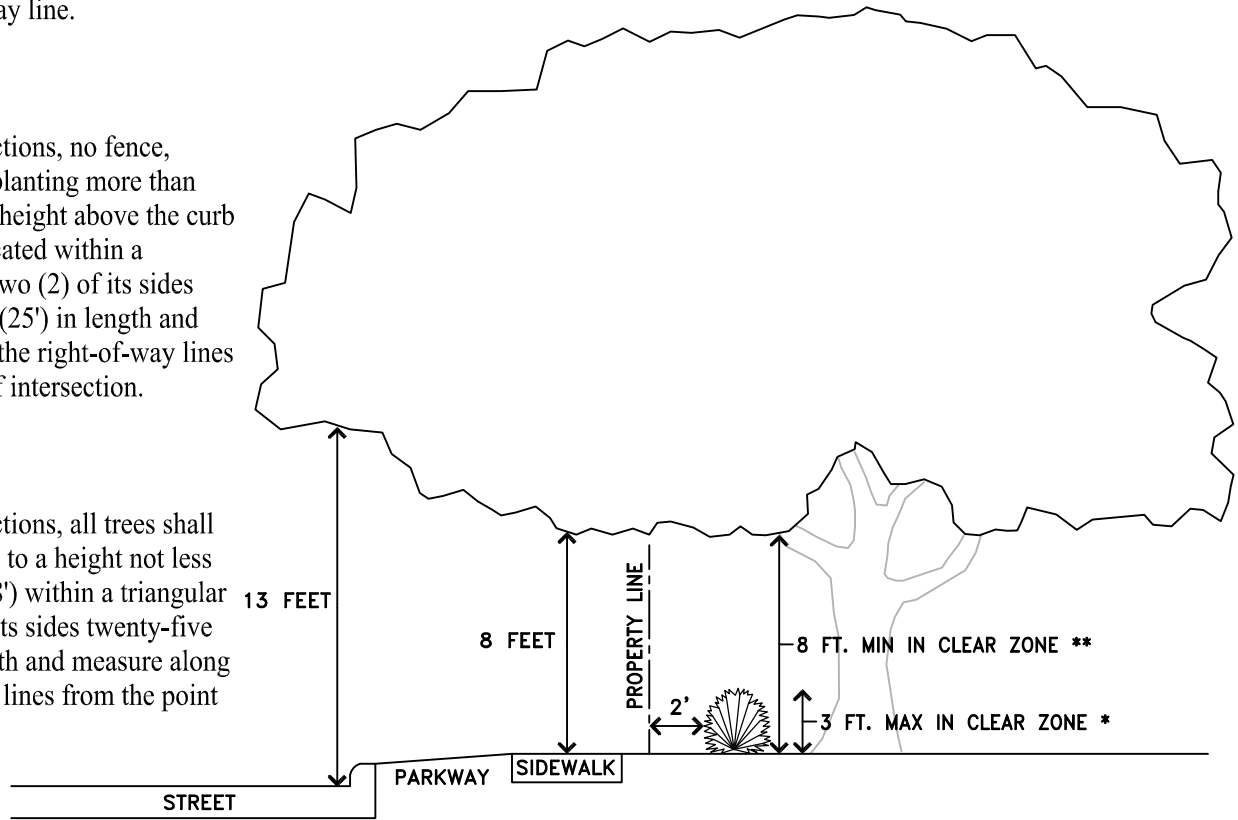 ay line.
ctions, no fence,
planting more than
height above the curb
cated within a
wo (2) of its sides
(25') in length and
the right-of-way lines
f intersection.
ctions, all trees shall
to a height not less
8') within a triangular
ts sides twenty-five
th and measure along
lines from the point
13 FEET
8 FEET
PROPERTY LINE
8 FT. MIN IN CLEAR ZONE **
2'
3 FT. MAX IN CLEAR ZONE *
PARKWAY
SIDEWALK
STREET